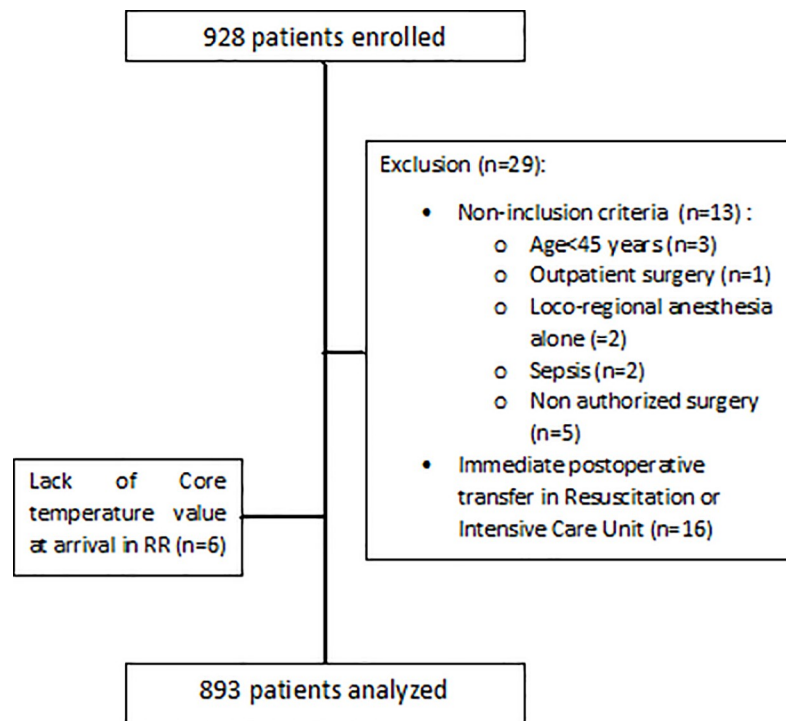 928 patients enrolled
Exclusion (n=29):
• Non-inclusion criteria (n=13) :
o Age<45 years (n=3)
o Outpatient surgery (n=1)
o Loco-regional anesthesia
alone (=2)
o Sepsis (n=2)
o Non authorized surgery
(n=5)
• Immediate postoperative
transfer in Resuscitation or
Intensive Care Unit (n=16)
Lack of Core
temperature value
at arrival in RR (n=6)
893 patients analyzed